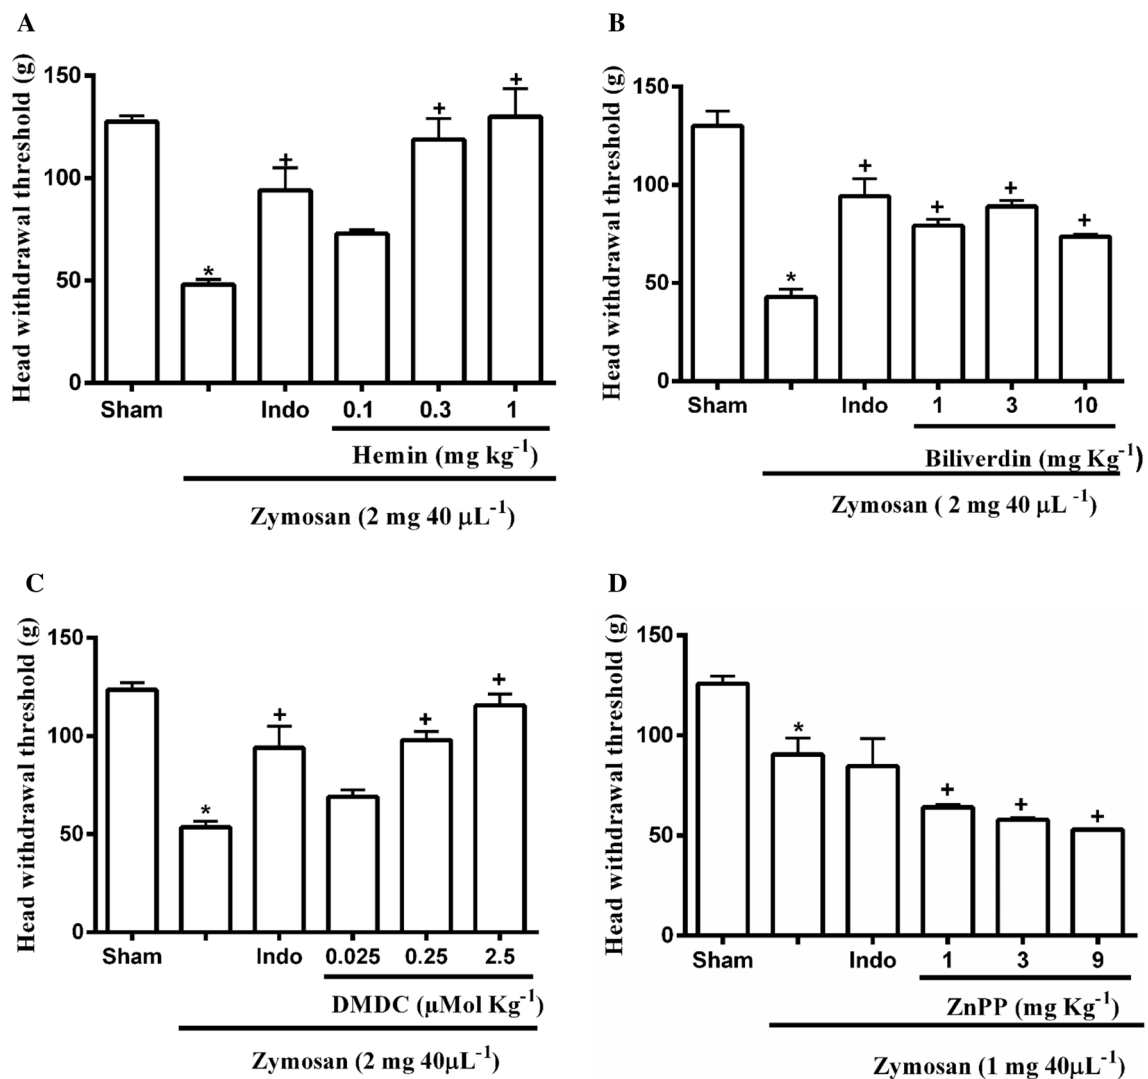 A
Head withdrawal threshold (g)
150
100
50
0
+
+
+
*
Sham Indo 0.1 0.3 1
Hemin (mg kg⁻¹)
Zymosan (2 mg 40 µL⁻¹)
B
Head withdrawal threshold (g)
150
100
50
0
*
+
+
+
+
Sham Indo 1 3 10
Biliverdin (mg Kg⁻¹)
Zymosan ( 2 mg 40 µL ⁻¹)
C
Head withdrawal threshold (g)
150
100
50
0
*
+
+
+
Sham Indo 0.025 0.25 2.5
DMDC (µMol Kg⁻¹)
Zymosan (2 mg 40µL⁻¹)
D
Head withdrawal threshold (g)
150
100
50
0
*
+
+
+
Sham Indo 1 3 9
ZnPP (mg Kg⁻¹)
Zymosan (1 mg 40µL⁻¹)